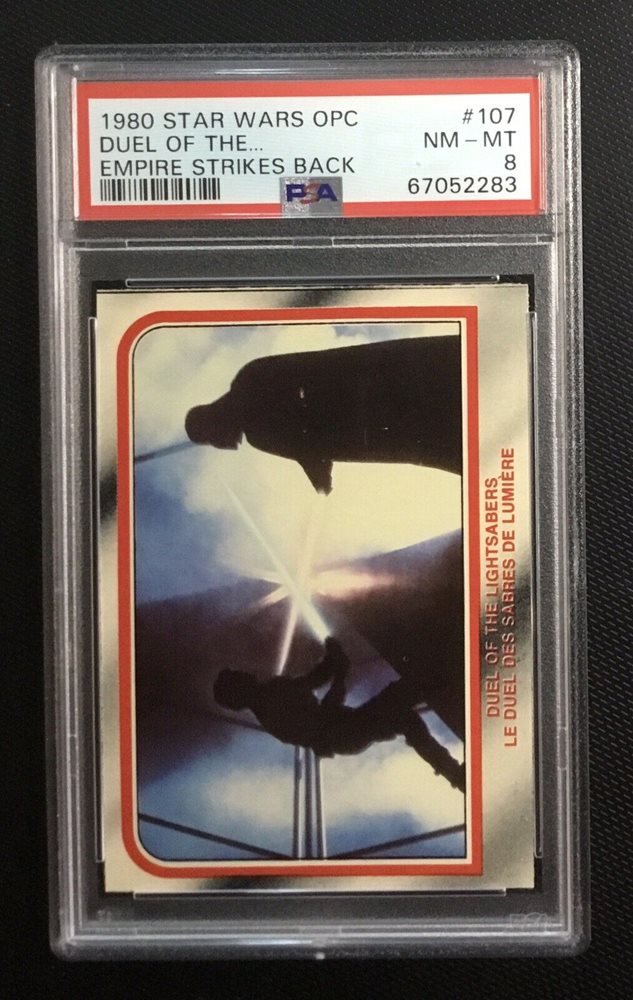 1980 STAR WARS OPC #107
DUEL OF THE... NM – MT
EMPIRE STRIKES BACK 8
PSA 67052283
DUEL OF THE LIGHTSABERS
LE DUEL DES SABRES DE LUMIÈRE